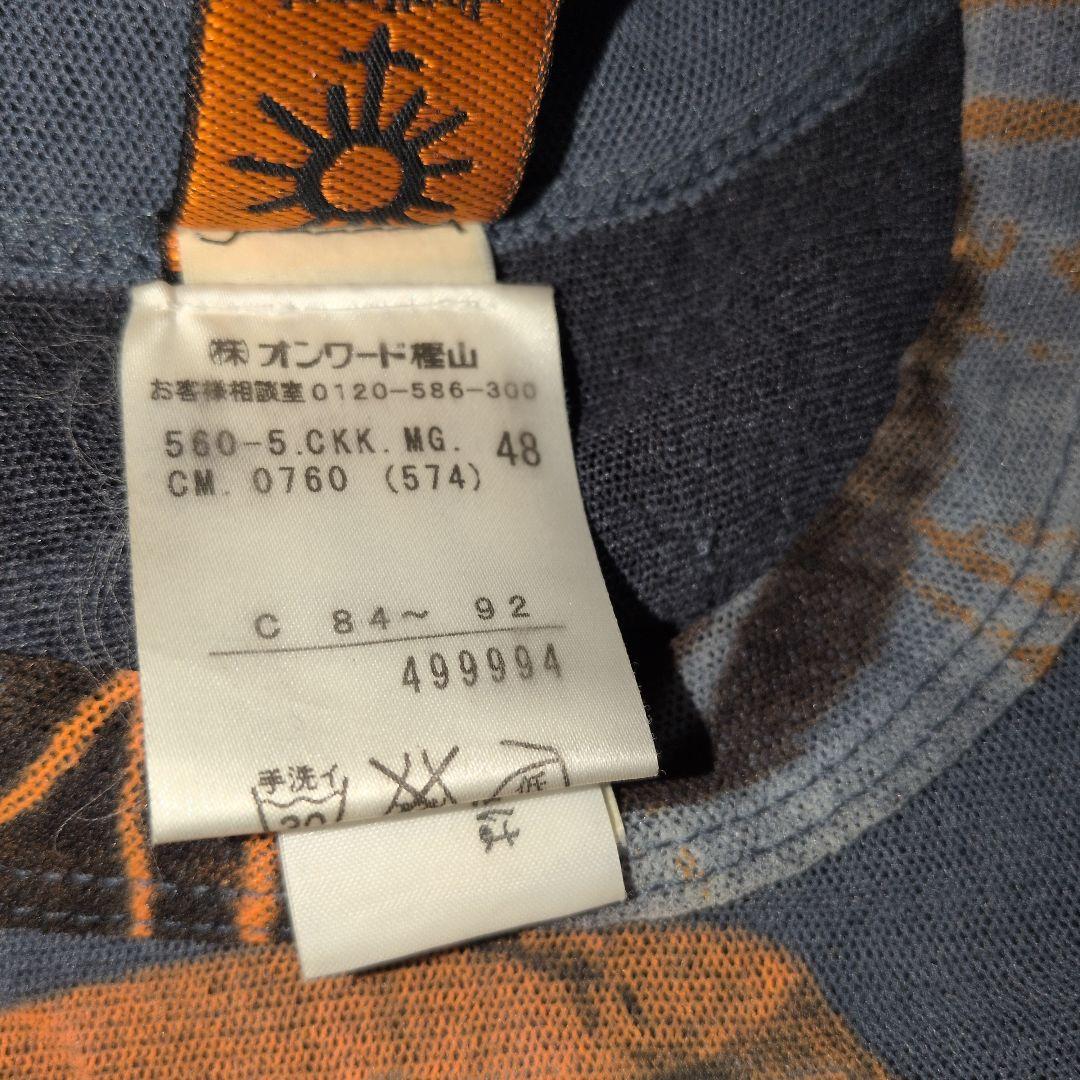 ㈱オンワード樫山
お客様相談室0120-586-300
560-5.CKK.MG. 48
CM. 0760 (574)
C 84～ 92
499994
手洗イ
30
低